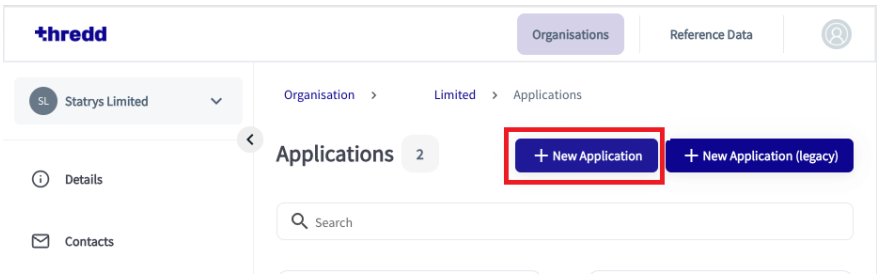 thredd
Organisations
Reference Data
SL
Statrys Limited
Organisation > Limited > Applications
Applications 2
+ New Application
+ New Application (legacy)
Details
Search
Contacts